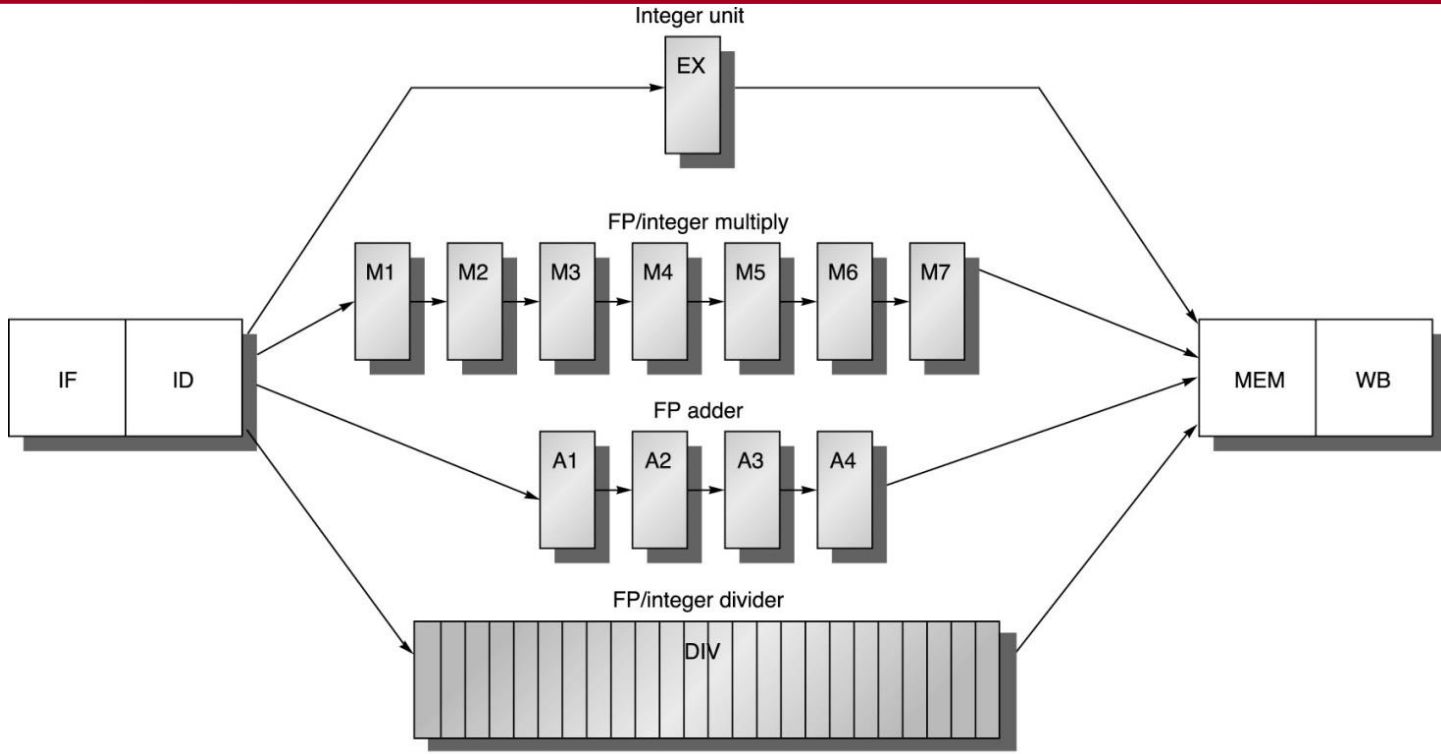 Integer unit
EX
FP/integer multiply
M1 M2 M3 M4 M5 M6 M7
IF ID
MEM WB
FP adder
A1 A2 A3 A4
FP/integer divider
DIV